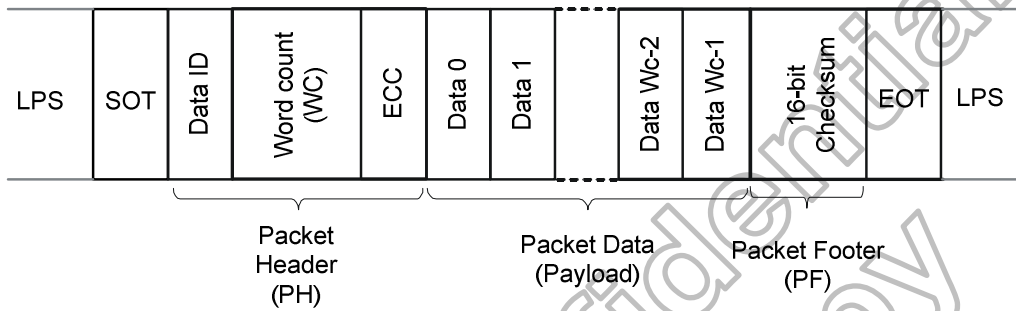 LPS
SOT
Data ID
Word count
(WC)
ECC
Data 0
Data 1
Data Wc-2
Data Wc-1
16-bit
Checksum
EOT
LPS
Packet
Header
(PH)
Packet Data
(Payload)
Packet Footer
(PF)